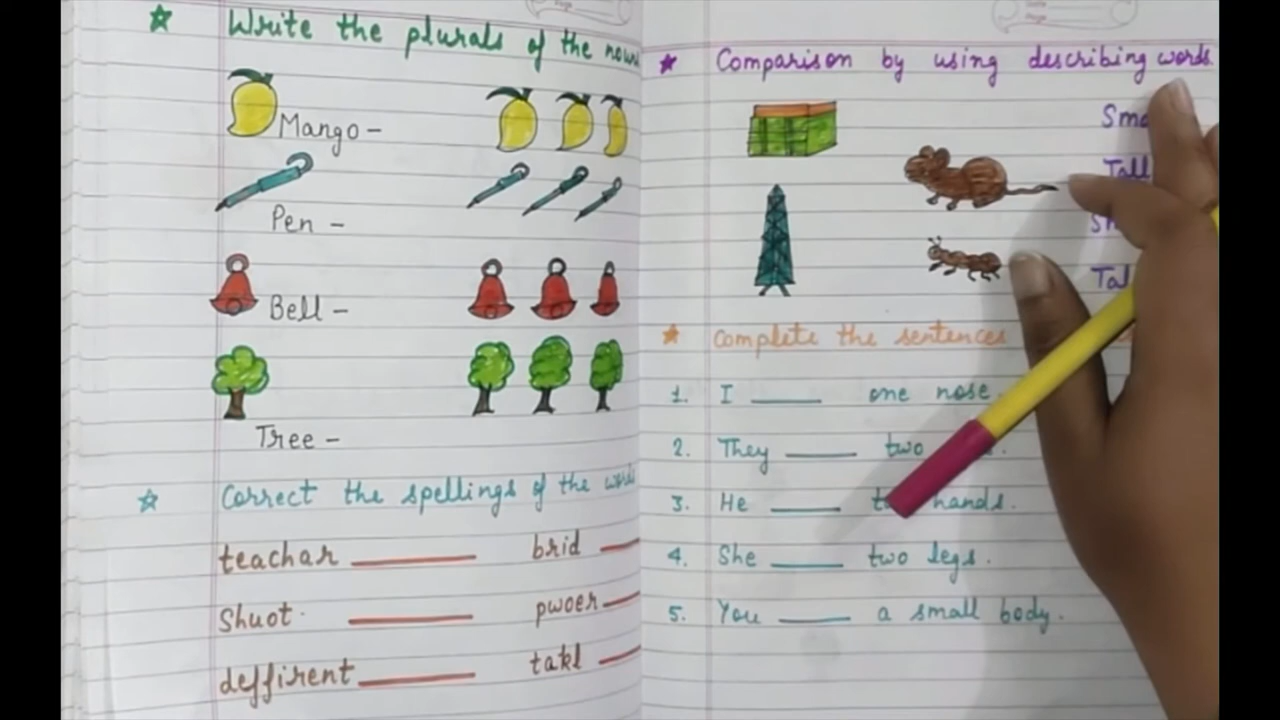 Write the plurals of the
Mango -
Pen -
Bell -
Tree -
Correct the spellings of the
teachar brid
Shuot pwoer
deffirent takl
Comparison by using describing words.
Tall
Complete the sentences
1. I ____ one nose.
2. They ____ two
3. He ____ hands.
4. She ____ two legs.
5. You ____ a small body.